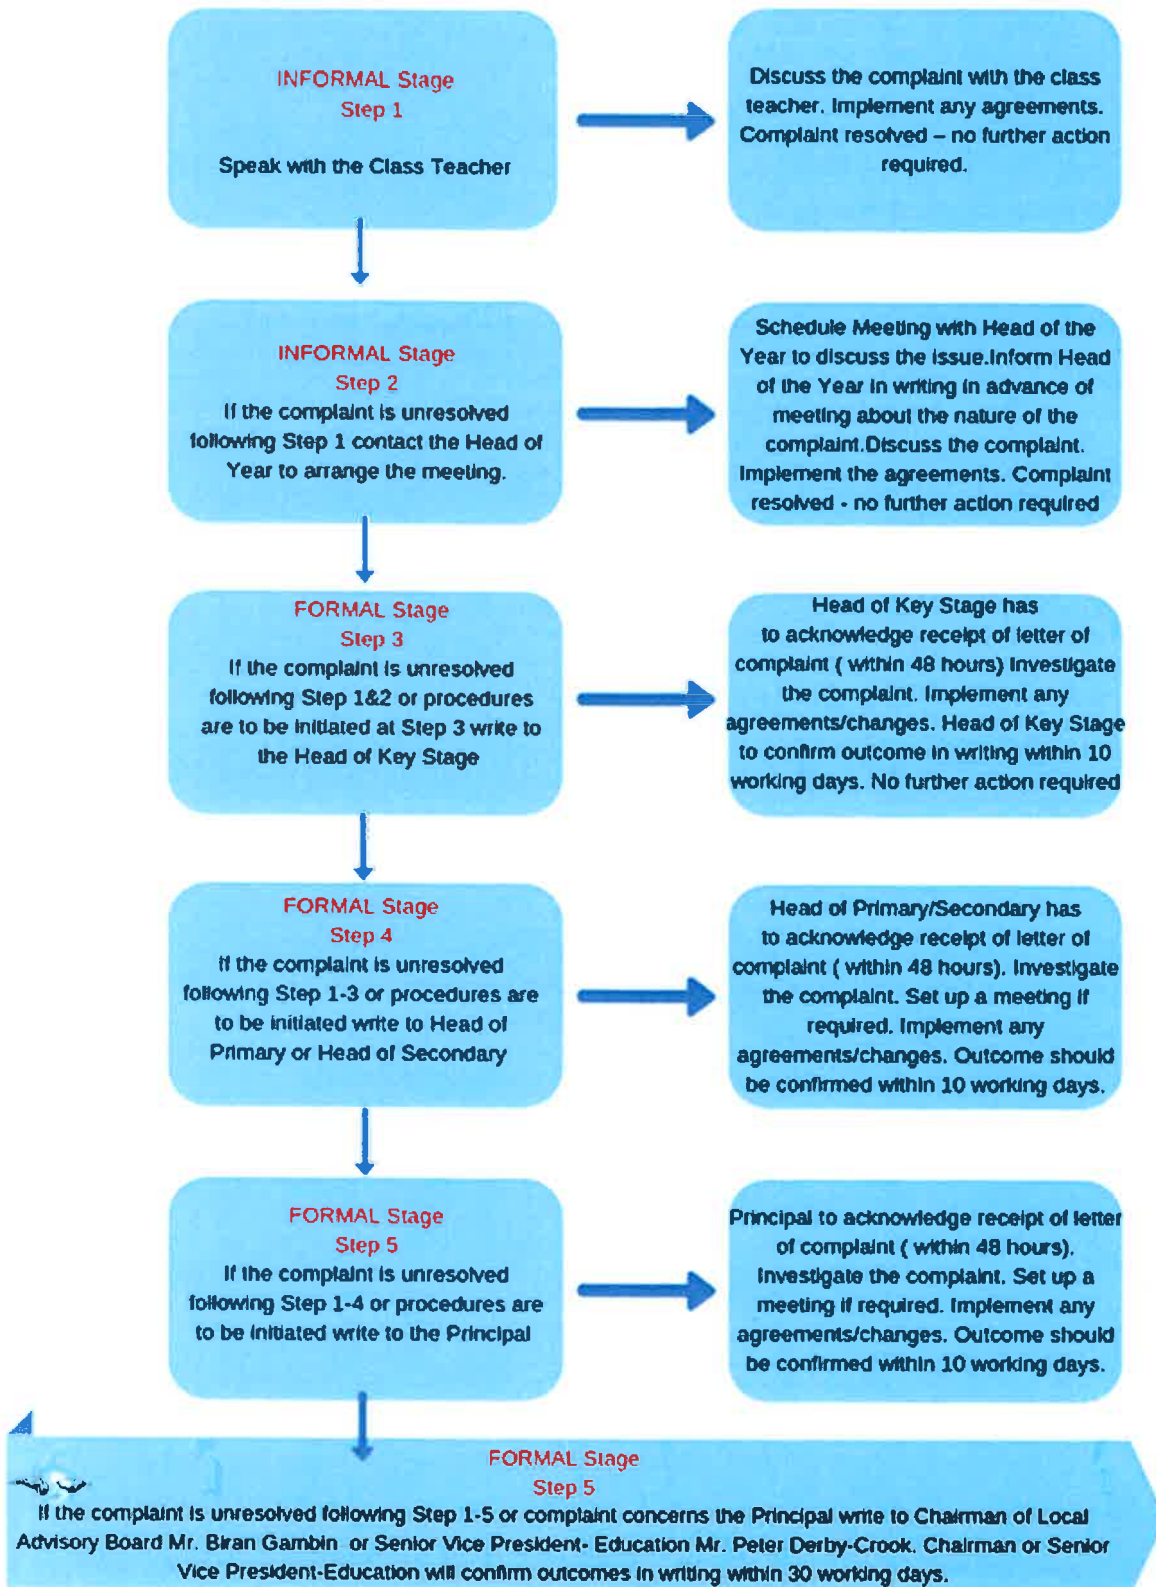 INFORMAL Stage
Step 1
Speak with the Class Teacher
Discuss the complaint with the class
teacher. Implement any agreements.
Complaint resolved – no further action
required.
INFORMAL Stage
Step 2
If the complaint is unresolved
following Step 1 contact the Head of
Year to arrange the meeting.
Schedule Meeting with Head of the
Year to discuss the issue.Inform Head
of the Year in writing in advance of
meeting about the nature of the
complaint.Discuss the complaint.
Implement the agreements. Complaint
resolved - no further action required
FORMAL Stage
Step 3
If the complaint is unresolved
following Step 1&2 or procedures
are to be initiated at Step 3 write to
the Head of Key Stage
Head of Key Stage has
to acknowledge receipt of letter of
complaint ( within 48 hours) Investigate
the complaint. Implement any
agreements/changes. Head of Key Stage
to confirm outcome in writing within 10
working days. No further action required
FORMAL Stage
Step 4
If the complaint is unresolved
following Step 1-3 or procedures are
to be initiated write to Head of
Primary or Head of Secondary
Head of Primary/Secondary has
to acknowledge receipt of letter of
complaint ( within 48 hours). Investigate
the complaint. Set up a meeting if
required. Implement any
agreements/changes. Outcome should
be confirmed within 10 working days.
FORMAL Stage
Step 5
If the complaint is unresolved
following Step 1-4 or procedures are
to be initiated write to the Principal
Principal to acknowledge receipt of letter
of complaint ( within 48 hours).
Investigate the complaint. Set up a
meeting if required. Implement any
agreements/changes. Outcome should
be confirmed within 10 working days.
FORMAL Stage
Step 5
If the complaint is unresolved following Step 1-5 or complaint concerns the Principal write to Chairman of Local
Advisory Board Mr. Biran Gambin or Senior Vice President- Education Mr. Peter Derby-Crook. Chairman or Senior
Vice President-Education will confirm outcomes in writing within 30 working days.